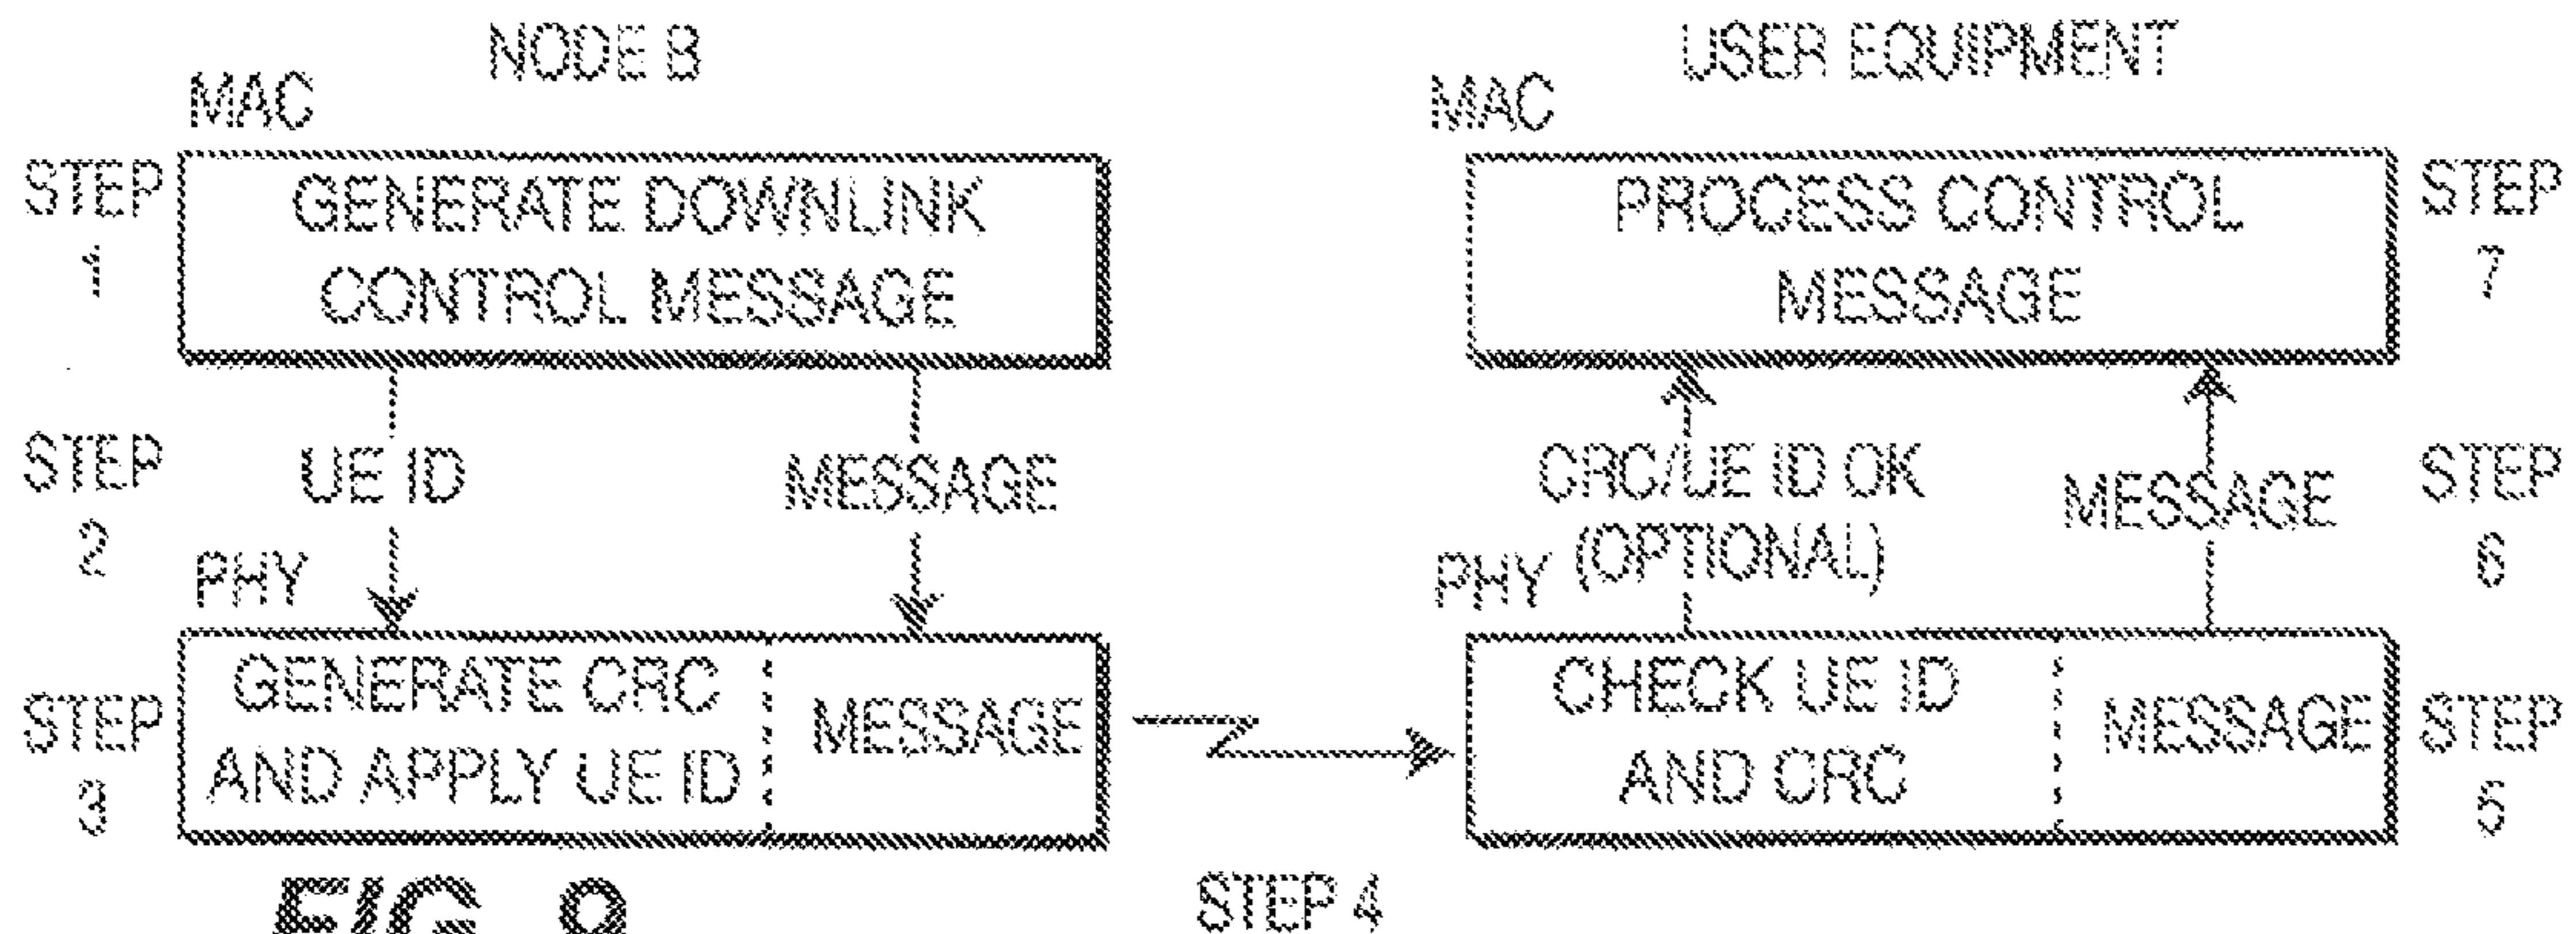 NODE B
MAC
STEP
1
GENERATE DOWNLINK
CONTROL MESSAGE
STEP
2
UE ID
MESSAGE
PHY
STEP
3
GENERATE CRC
AND APPLY UE ID
MESSAGE
STEP 4
USER EQUIPMENT
MAC
PROCESS CONTROL
MESSAGE
STEP
7
CRC/UE ID OK
(OPTIONAL)
MESSAGE
STEP
6
PHY
CHECK UE ID
AND CRC
MESSAGE
STEP
5
FIG.